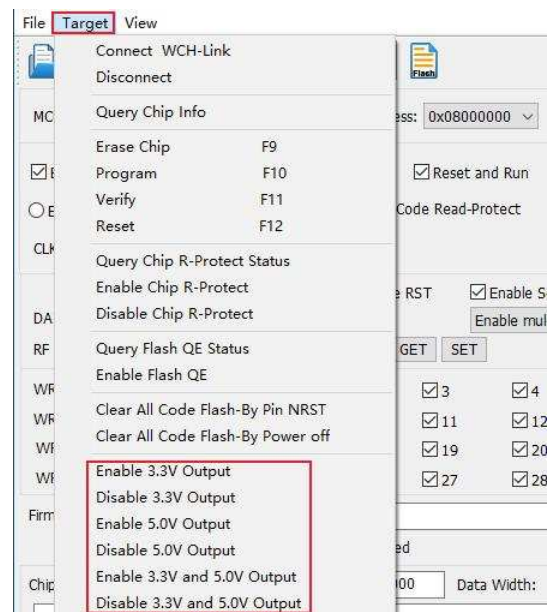 File Target View
Connect WCH-Link
Disconnect
Flash
Query Chip Info
0x08000000
Erase Chip F9
Reset and Run
Program F10
Verify F11
Code Read-Protect
Reset F12
Query Chip R-Protect Status
Enable Chip R-Protect
RST Enable
Disable Chip R-Protect
Enable
RF
Query Flash QE Status
GET SET
Enable Flash QE
3 4
Clear All Code Flash-By Pin NRST
11 12
Clear All Code Flash-By Power off
19 20
Enable 3.3V Output
27 28
Disable 3.3V Output
Enable 5.0V Output
Disable 5.0V Output
Enable 3.3V and 5.0V Output
Data Width:
Disable 3.3V and 5.0V Output